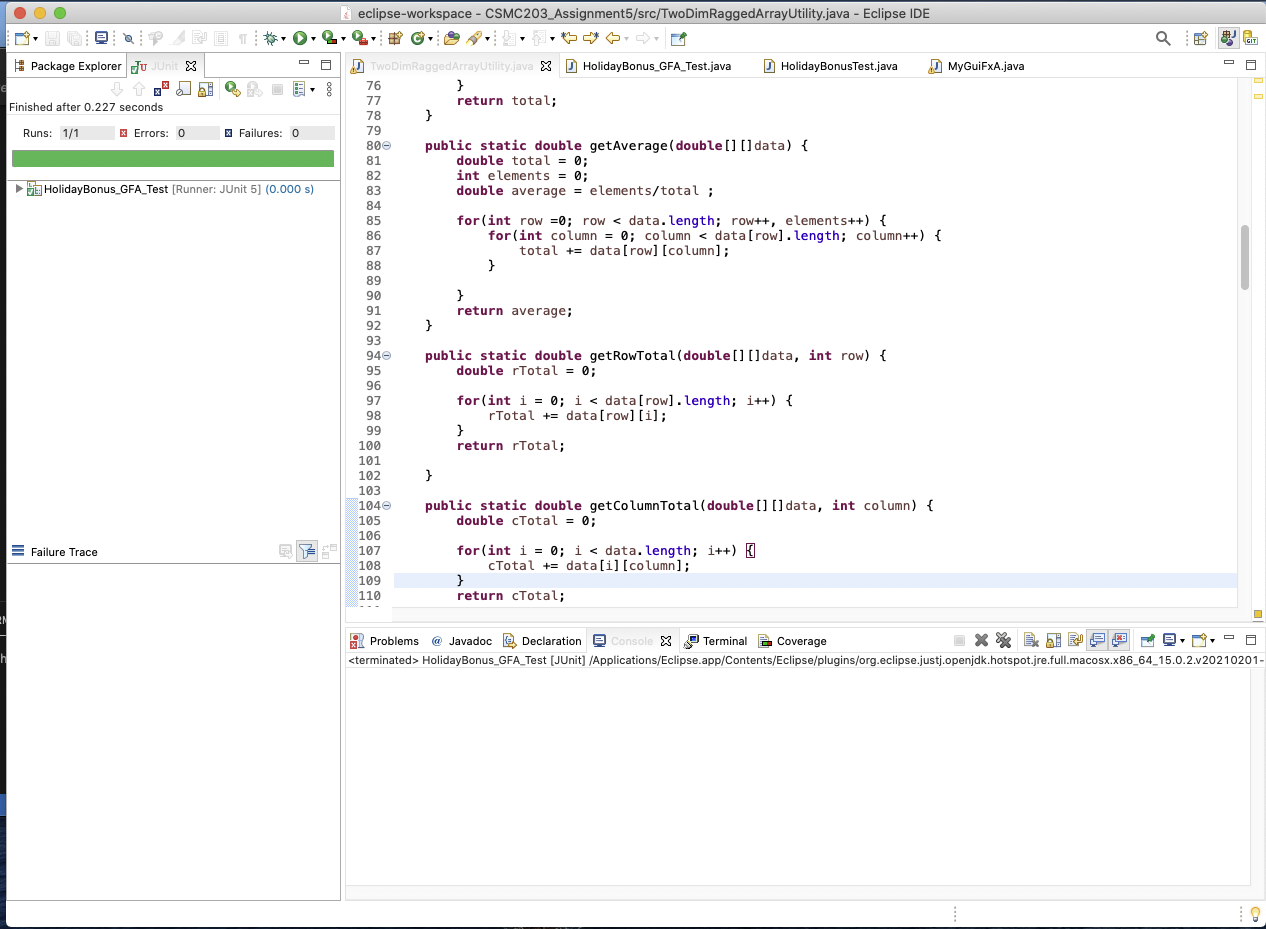 eclipse-workspace - CSMC203_Assignment5/src/TwoDimRaggedArrayUtility.java - Eclipse IDE
Package Explorer JUnit
Finished after 0.227 seconds
Runs: 1/1 Errors: 0 Failures: 0
HolidayBonus_GFA_Test [Runner: JUnit 5] (0.000 s)
Failure Trace
TwoDimRaggedArrayUtility.java HolidayBonus_GFA_Test.java HolidayBonusTest.java MyGuiFxA.java
76 }
77 return total;
78 }
79
80 public static double getAverage(double[][]data) {
81 double total = 0;
82 int elements = 0;
83 double average = elements/total ;
84
85 for(int row =0; row < data.length; row++, elements++) {
86 for(int column = 0; column < data[row].length; column++) {
87 total += data[row][column];
88 }
89
90 }
91 return average;
92 }
93
94 public static double getRowTotal(double[][]data, int row) {
95 double rTotal = 0;
96
97 for(int i = 0; i < data[row].length; i++) {
98 rTotal += data[row][i];
99 }
100 return rTotal;
101
102 }
103
104 public static double getColumnTotal(double[][]data, int column) {
105 double cTotal = 0;
106
107 for(int i = 0; i < data.length; i++) {
108 cTotal += data[i][column];
109 }
110 return cTotal;
Problems @ Javadoc Declaration Console Terminal Coverage
<terminated> HolidayBonus_GFA_Test [JUnit] /Applications/Eclipse.app/Contents/Eclipse/plugins/org.eclipse.justj.openjdk.hotspot.jre.full.macosx.x86_64_15.0.2.v20210201-